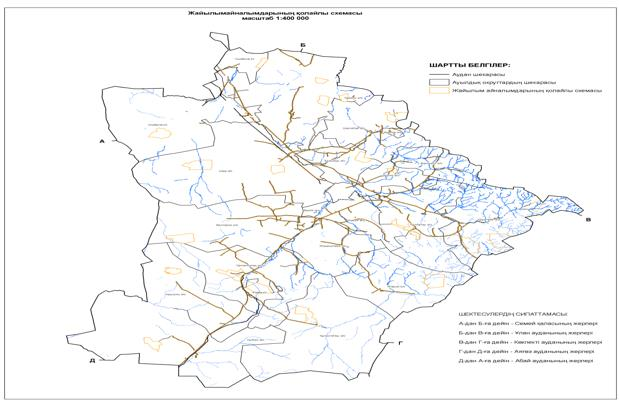 Жайылымайналымдарының қолайлы схемасы
масштаб 1:400 000
Б
ШАРТТЫ БЕЛГІЛЕР:
Аудан шекарасы
Ауылдық округтардың шекарасы
Жайылым айналымдарының қолайлы схемасы
А
В
ШЕКТЕСУЛЕРДІҢ СИПАТТАМАСЫ:
А-дан Б-ға дейін - Семей қаласының жерлері
Б-дан В-ға дейін - Ұлан ауданының жерлері
В-дан Г-ға дейін - Көкпекті ауданының жерлері
Г-дан Д-ға дейін - Аягөз ауданының жерлері
Д-дан А-ға дейін - Абай ауданының жерлері
Г
Д